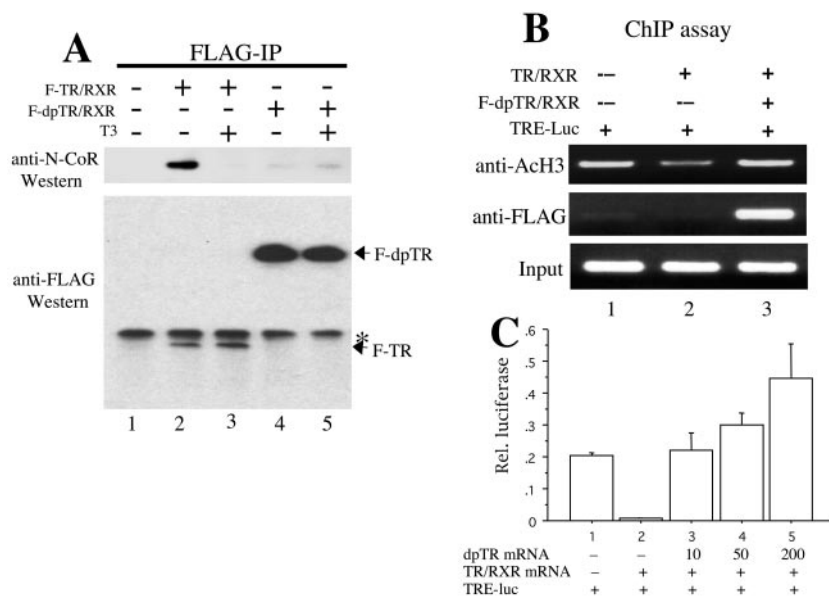 A
FLAG-IP
F-TR/RXR - + + - -
F-dpTR/RXR - - - + +
T3 - - + - +
anti-N-CoR
Western
anti-FLAG
Western
F-dpTR
*
F-TR
1 2 3 4 5
B
ChIP assay
TR/RXR -- + +
F-dpTR/RXR -- -- +
TRE-Luc + + +
anti-AcH3
anti-FLAG
Input
1 2 3
C
Rel. luciferase
.6
.5
.4
.3
.2
.1
0
1 2 3 4 5
dpTR mRNA – – 10 50 200
TR/RXR mRNA – + + + +
TRE-luc + + + + +